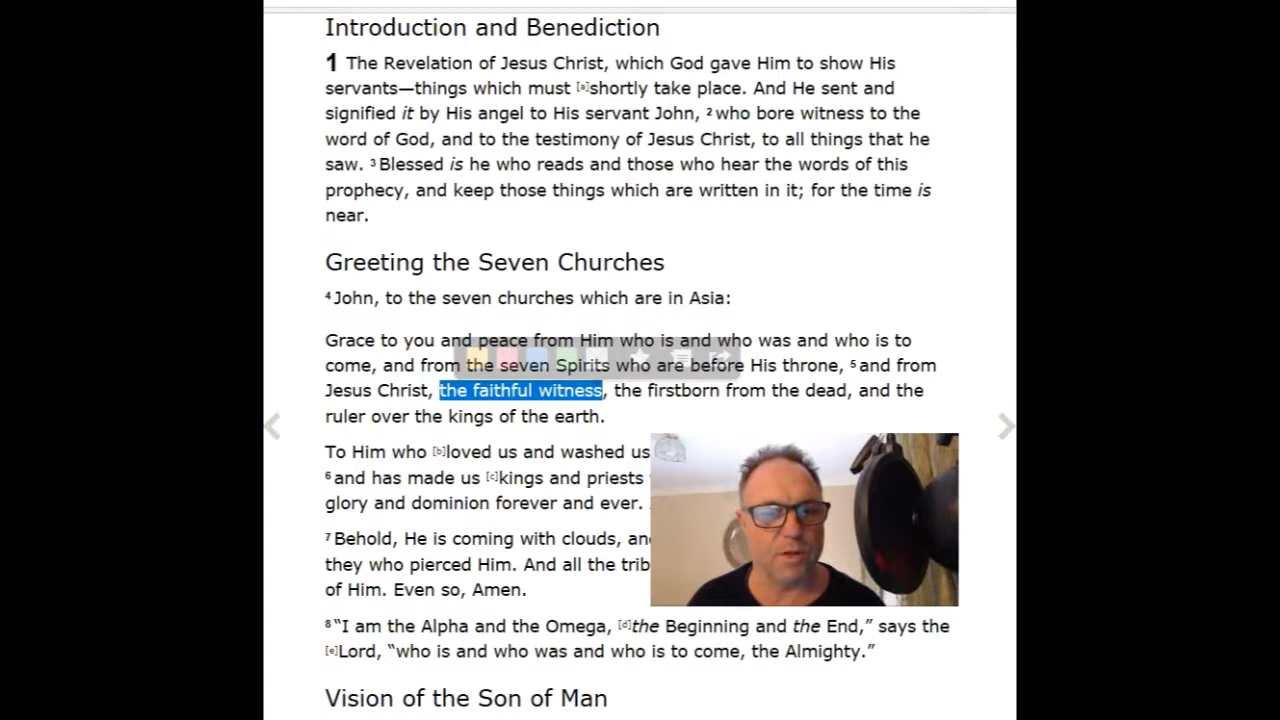 Introduction and Benediction
1 The Revelation of Jesus Christ, which God gave Him to show His
servants—things which must [a]shortly take place. And He sent and
signified it by His angel to His servant John, 2 who bore witness to the
word of God, and to the testimony of Jesus Christ, to all things that he
saw. 3 Blessed is he who reads and those who hear the words of this
prophecy, and keep those things which are written in it; for the time is
near.
Greeting the Seven Churches
4 John, to the seven churches which are in Asia:
Grace to you and peace from Him who is and who was and who is to
come, and from the seven Spirits who are before His throne, 5 and from
Jesus Christ, the faithful witness, the firstborn from the dead, and the
ruler over the kings of the earth.
To Him who [b]loved us and washed us
6 and has made us [c]kings and priests
glory and dominion forever and ever.
7 Behold, He is coming with clouds, and
they who pierced Him. And all the trib
of Him. Even so, Amen.
8 “I am the Alpha and the Omega, [d]the Beginning and the End,” says the
[e]Lord, “who is and who was and who is to come, the Almighty.”
Vision of the Son of Man